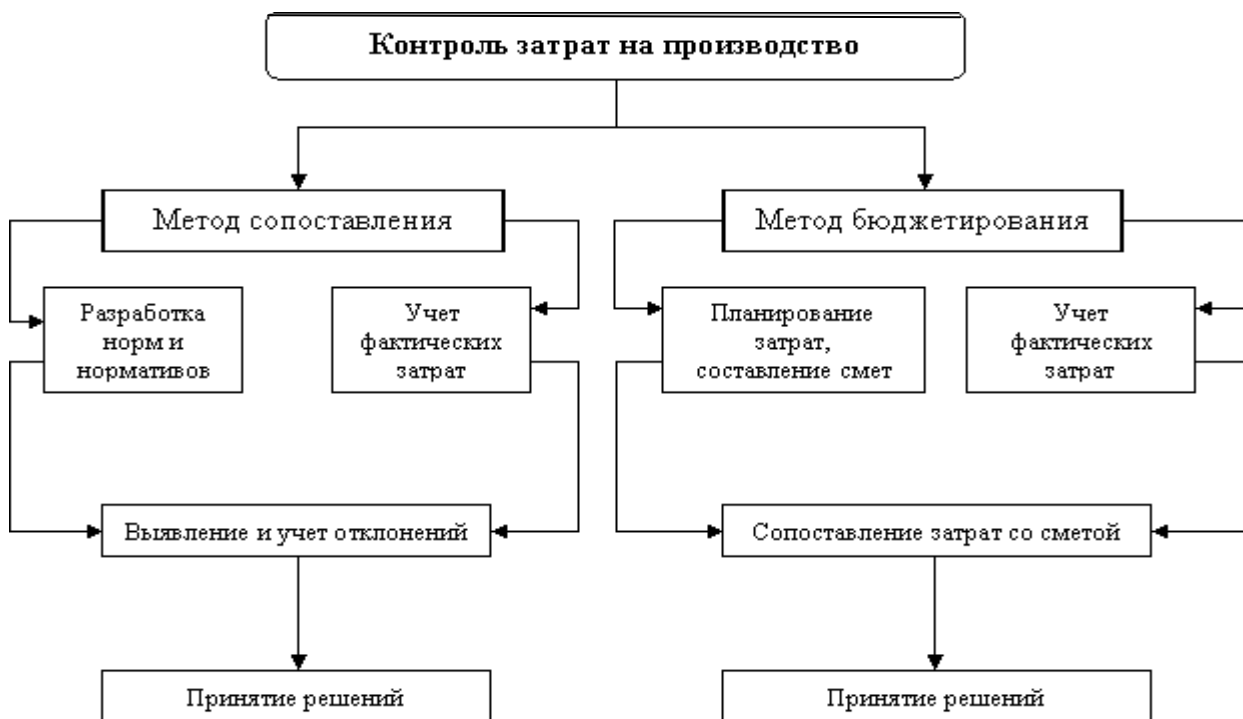 Контроль затрат на производство
Метод сопоставления
Метод бюджетирования
Разработка
норм и
нормативов
Учет
фактических
затрат
Планирование
затрат,
составление смет
Учет
фактических
затрат
Выявление и учет отклонений
Сопоставление затрат со сметой
Принятие решений
Принятие решений